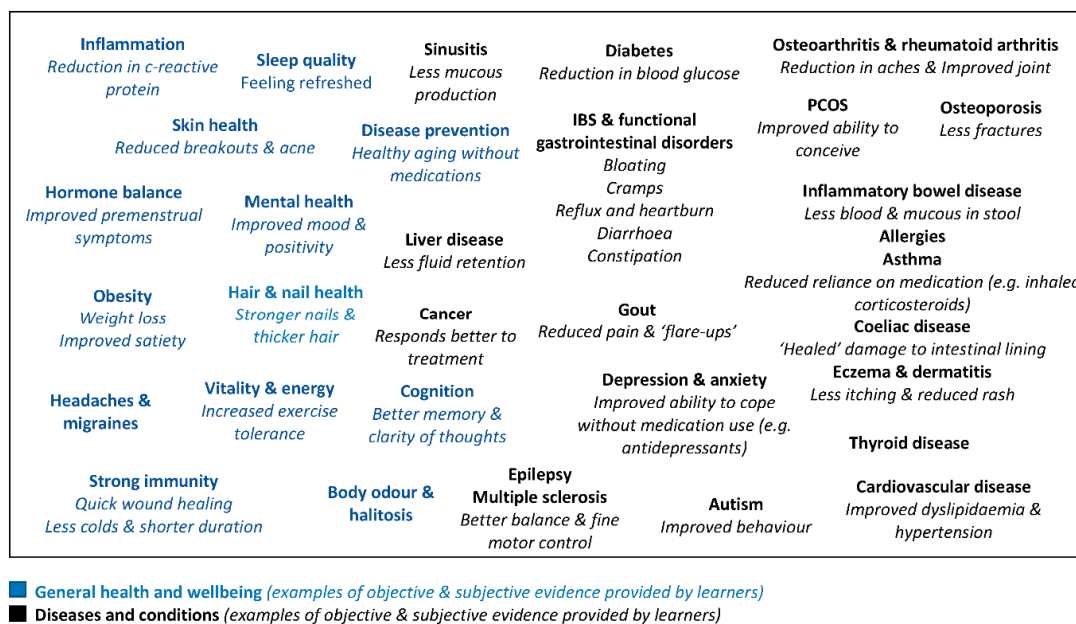 Inflammation
Reduction in c-reactive
protein
Sleep quality
Feeling refreshed
Sinusitis
Less mucous
production
Diabetes
Reduction in blood glucose
Osteoarthritis & rheumatoid arthritis
Reduction in aches & Improved joint
Skin health
Reduced breakouts & acne
Disease prevention
Healthy aging without
medications
IBS & functional
gastrointestinal disorders
Bloating
Cramps
Reflux and heartburn
Diarrhoea
Constipation
PCOS
Improved ability to
conceive
Osteoporosis
Less fractures
Hormone balance
Improved premenstrual
symptoms
Mental health
Improved mood &
positivity
Liver disease
Less fluid retention
Inflammatory bowel disease
Less blood & mucous in stool
Allergies
Asthma
Reduced reliance on medication (e.g. inhaled
corticosteroids)
Obesity
Weight loss
Improved satiety
Hair & nail health
Stronger nails &
thicker hair
Cancer
Responds better to
treatment
Gout
Reduced pain & ‘flare-ups’
Coeliac disease
‘Healed’ damage to intestinal lining
Eczema & dermatitis
Less itching & reduced rash
Headaches &
migraines
Vitality & energy
Increased exercise
tolerance
Cognition
Better memory &
clarity of thoughts
Depression & anxiety
Improved ability to cope
without medication use (e.g.
antidepressants)
Thyroid disease
Strong immunity
Quick wound healing
Less colds & shorter duration
Body odour &
halitosis
Epilepsy
Multiple sclerosis
Better balance & fine
motor control
Autism
Improved behaviour
Cardiovascular disease
Improved dyslipidaemia &
hypertension
General health and wellbeing (examples of objective & subjective evidence provided by learners)
Diseases and conditions (examples of objective & subjective evidence provided by learners)